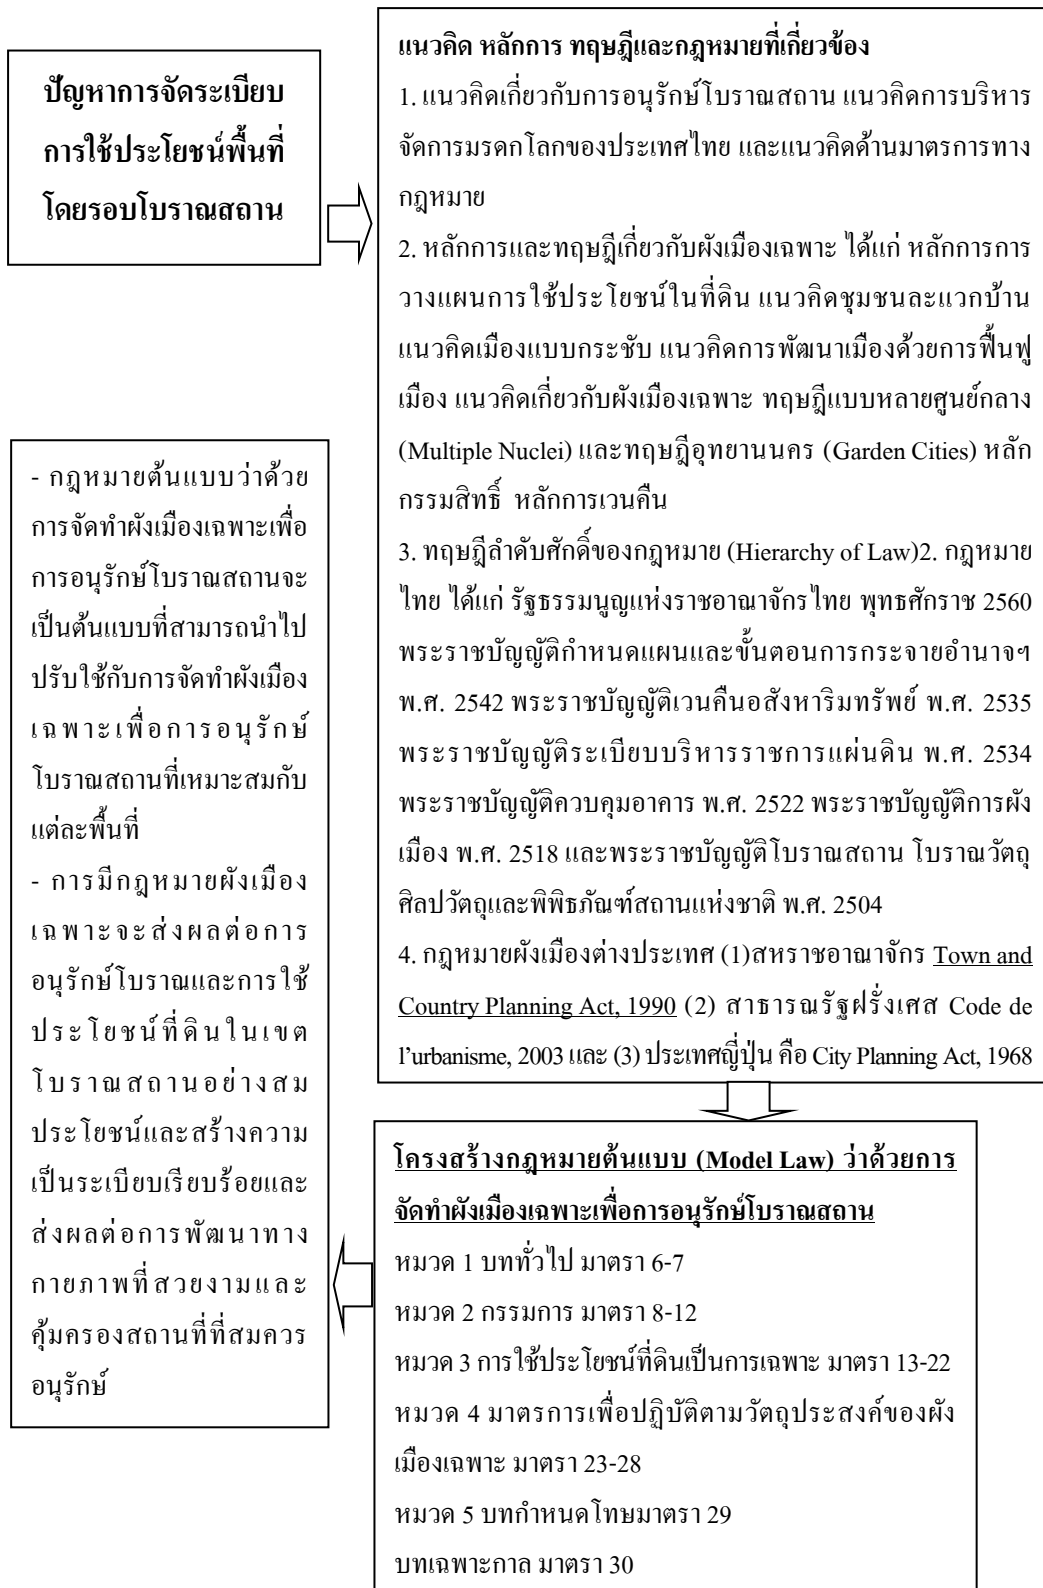 ปัญหาการจัดระเบียบ
การใช้ประโยชน์พื้นที่
โดยรอบโบราณสถาน
แนวคิด หลักการ ทฤษฎีและกฎหมายที่เกี่ยวข้อง
1. แนวคิดเกี่ยวกับการอนุรักษ์โบราณสถาน แนวคิดการบริหาร
จัดการมรดกโลกของประเทศไทย และแนวคิดด้านมาตรการทาง
กฎหมาย
2. หลักการและทฤษฎีเกี่ยวกับผังเมืองเฉพาะ ได้แก่ หลักการการ
วางแผนการใช้ประโยชน์ในที่ดิน แนวคิดชุมชนละแวกบ้าน
แนวคิดเมืองแบบกระชับ แนวคิดการพัฒนาเมืองด้วยการฟื้นฟู
เมือง แนวคิดเกี่ยวกับผังเมืองเฉพาะ ทฤษฎีแบบหลายศูนย์กลาง
(Multiple Nuclei) และทฤษฎีอุทยานนคร (Garden Cities) หลัก
กรรมสิทธิ์ หลักการเวนคืน
3. ทฤษฎีลำดับศักดิ์ของกฎหมาย (Hierarchy of Law)2. กฎหมาย
ไทย ได้แก่ รัฐธรรมนูญแห่งราชอาณาจักรไทย พุทธศักราช 2560
พระราชบัญญัติกำหนดแผนและขั้นตอนการกระจายอำนาจฯ
พ.ศ. 2542 พระราชบัญญัติเวนคืนอสังหาริมทรัพย์ พ.ศ. 2535
พระราชบัญญัติระเบียบบริหารราชการแผ่นดิน พ.ศ. 2534
พระราชบัญญัติควบคุมอาคาร พ.ศ. 2522 พระราชบัญญัติการผัง
เมือง พ.ศ. 2518 และพระราชบัญญัติโบราณสถาน โบราณวัตถุ
ศิลปวัตถุและพิพิธภัณฑ์สถานแห่งชาติ พ.ศ. 2504
4. กฎหมายผังเมืองต่างประเทศ (1)สหราชอาณาจักร Town and
Country Planning Act, 1990 (2) สาธารณรัฐฝรั่งเศส Code de
l’urbanisme, 2003 และ (3) ประเทศญี่ปุ่น คือ City Planning Act, 1968
โครงสร้างกฎหมายต้นแบบ (Model Law) ว่าด้วยการ
จัดทำผังเมืองเฉพาะเพื่อการอนุรักษ์โบราณสถาน
หมวด 1 บททั่วไป มาตรา 6-7
หมวด 2 กรรมการ มาตรา 8-12
หมวด 3 การใช้ประโยชน์ที่ดินเป็นการเฉพาะ มาตรา 13-22
หมวด 4 มาตรการเพื่อปฏิบัติตามวัตถุประสงค์ของผัง
เมืองเฉพาะ มาตรา 23-28
หมวด 5 บทกำหนดโทษมาตรา 29
บทเฉพาะกาล มาตรา 30
- กฎหมายต้นแบบว่าด้วย
การจัดทำผังเมืองเฉพาะเพื่อ
การอนุรักษ์โบราณสถานจะ
เป็นต้นแบบที่สามารถนำไป
ปรับใช้กับการจัดทำผังเมือง
เฉพาะเพื่อการอนุรักษ์
โบราณสถานที่เหมาะสมกับ
แต่ละพื้นที่
- การมีกฎหมายผังเมือง
เฉพาะจะส่งผลต่อการ
อนุรักษ์โบราณและการใช้
ประโยชน์ที่ดินในเขต
โบราณสถานอย่างสม
ประโยชน์และสร้างความ
เป็นระเบียบเรียบร้อยและ
ส่งผลต่อการพัฒนาทาง
กายภาพที่สวยงามและ
คุ้มครองสถานที่ที่สมควร
อนุรักษ์